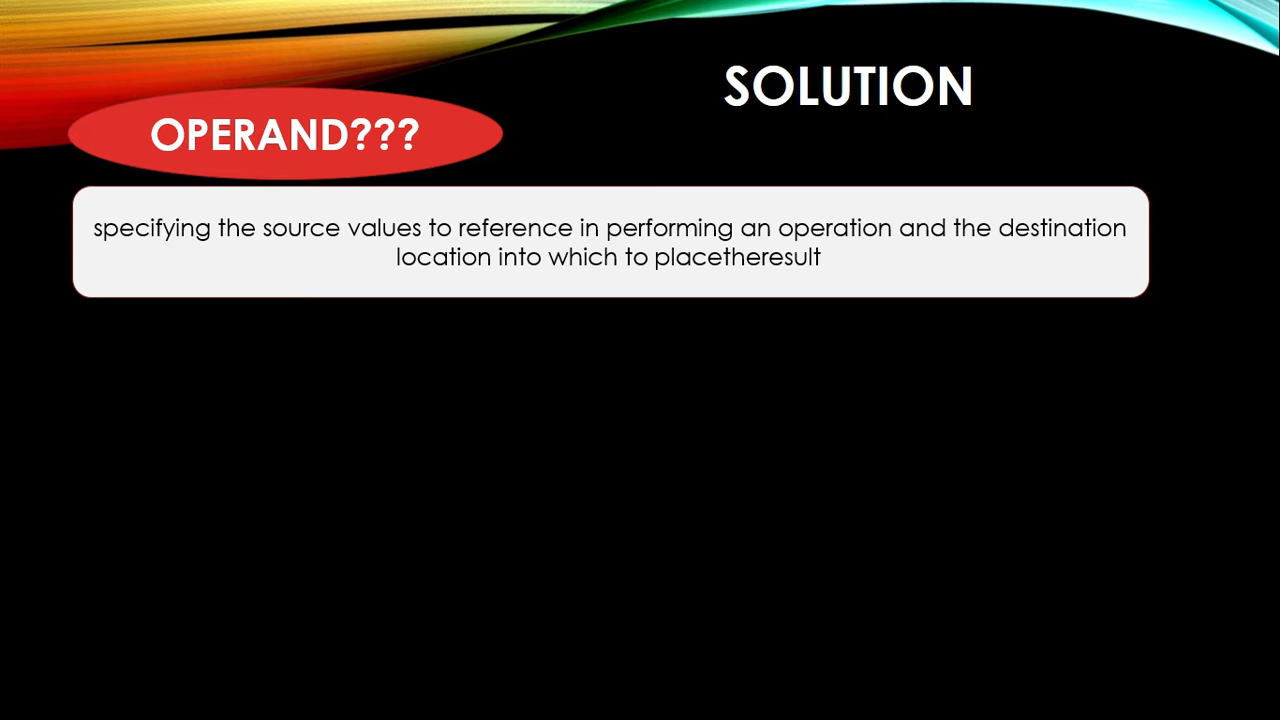 SOLUTION
OPERAND???
specifying the source values to reference in performing an operation and the destination
location into which to placetheresult